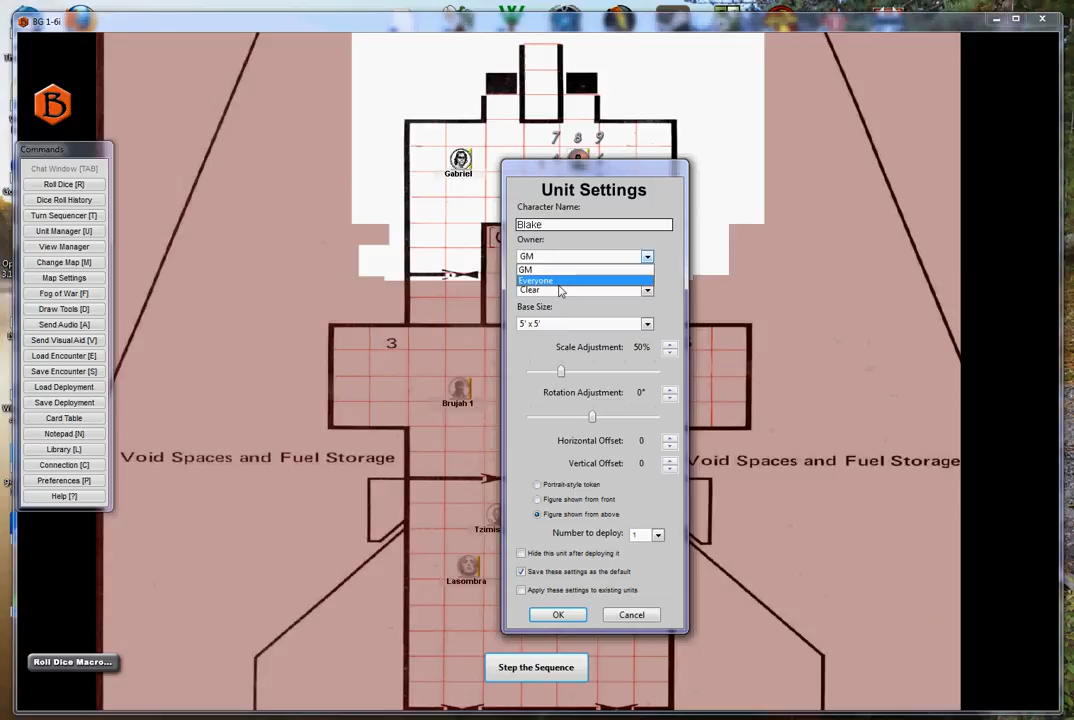 BG 1-6i
B
7 8 9
Commands
Chat Window [TAB]
Roll Dice [R]
Dice Roll History
Turn Sequencer [T]
Unit Manager [U]
View Manager
Change Map [M]
Map Settings
Fog of War [F]
Draw Tools [D]
Send Audio [A]
Send Visual Aid [V]
Load Encounter [E]
Save Encounter [S]
Load Deployment
Save Deployment
Card Table
Notepad [N]
Library [L]
Connection [C]
Preferences [P]
Help [?]
Gabriel
3
Brujah 1
Void Spaces and Fuel Storage
Void Spaces and Fuel Storage
Tzimis
Lasombra
Unit Settings
Character Name:
Blake
Owner:
GM
GM
Everyone
Clear
Base Size:
5' x 5'
Scale Adjustment: 50%
Rotation Adjustment: 0°
Horizontal Offset: 0
Vertical Offset: 0
Portrait-style token
Figure shown from front
Figure shown from above
Number to deploy: 1
Hide this unit after deploying it
Save these settings as the default
Apply these settings to existing units
OK Cancel
Roll Dice Macro...
Step the Sequence